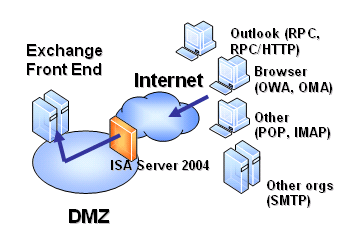 Outlook (RPC,
RPC/HTTP)
Exchange
Front End
Internet
Browser
(OWA, OMA)
Other
(POP, IMAP)
ISA Server 2004
Other orgs
(SMTP)
DMZ